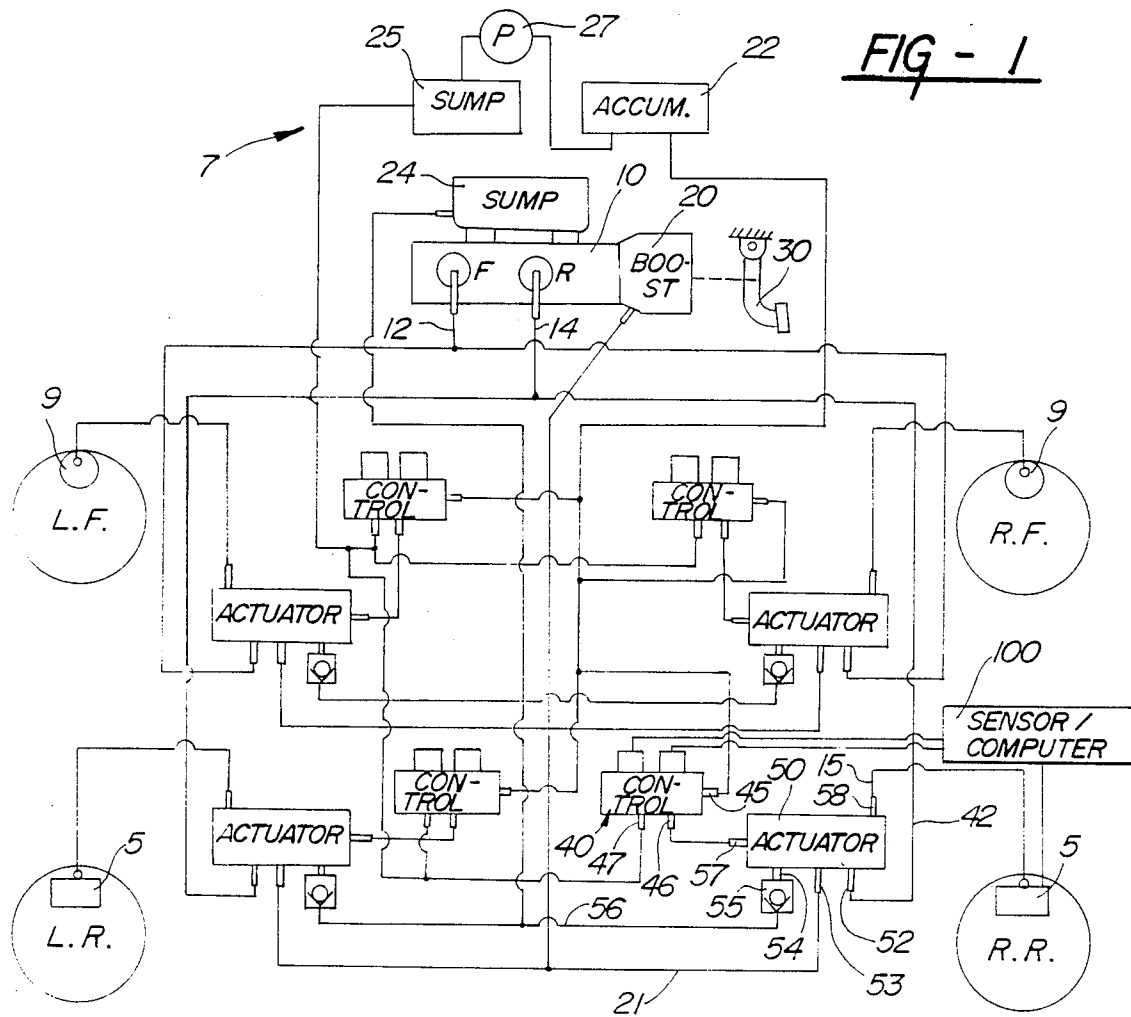 FIG - 1
P
27
25
22
SUMP
ACCUM.
7
24
10
20
SUMP
30
F
R
BOO-
ST
12
14
9
9
CON-
TROL
CON-
TROL
L.F.
R.F.
ACTUATOR
ACTUATOR
100
SENSOR/
COMPUTER
CON-
TROL
CON-
TROL
50
15
45
58
42
ACTUATOR
40
47
46
57
ACTUATOR
5
5
55
56
54
52
L.R.
53
R.R.
21